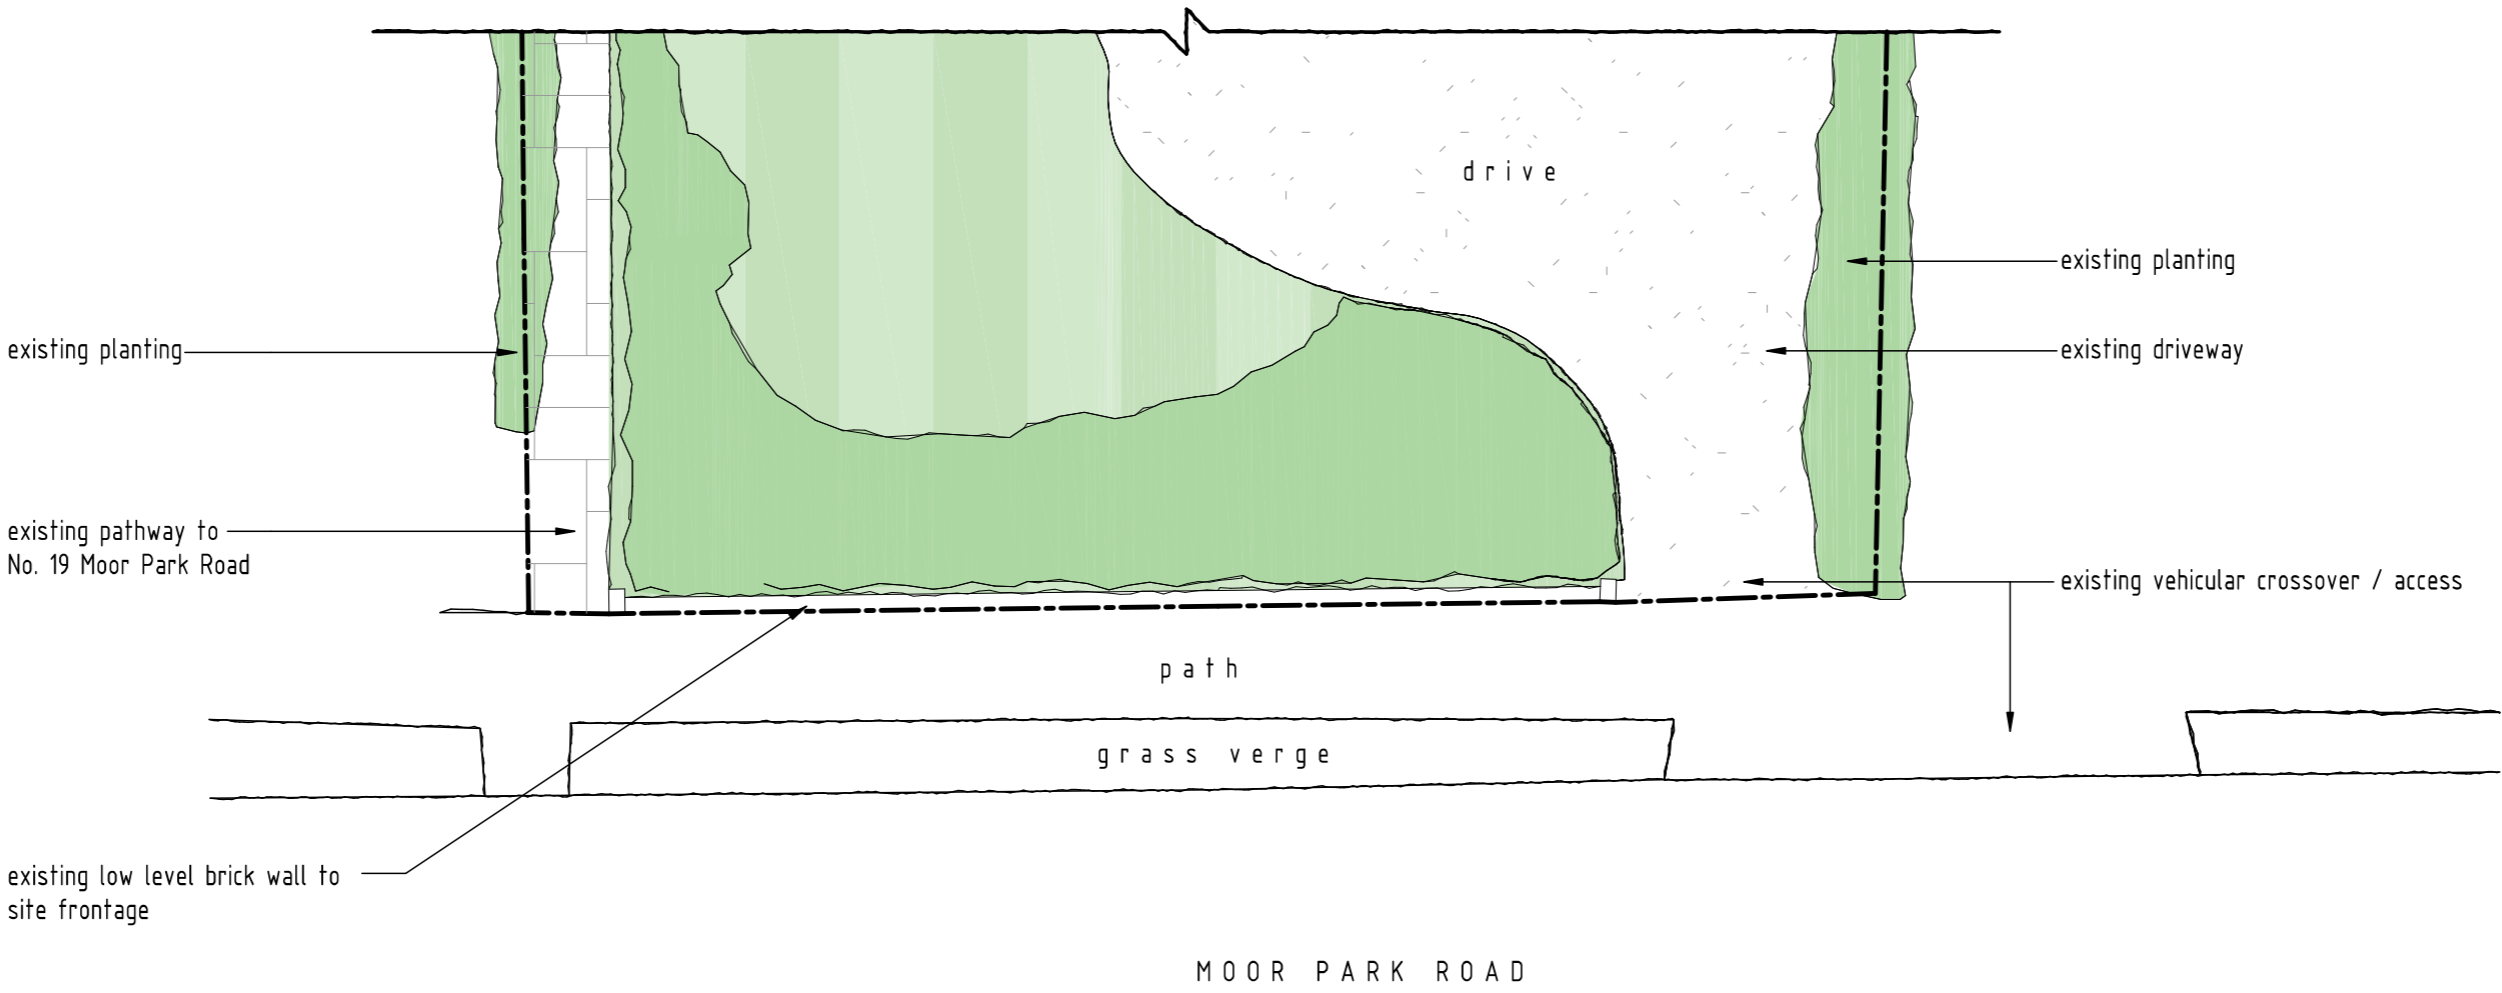 drive
existing planting
existing planting
existing driveway
existing pathway to
No. 19 Moor Park Road
existing vehicular crossover / access
path
grass verge
existing low level brick wall to
site frontage
MOOR PARK ROAD